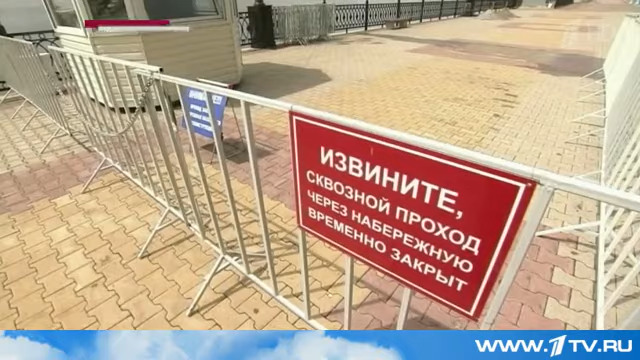 ИЗВИНИТЕ,
СКВОЗНОЙ ПРОХОД
ЧЕРЕЗ НАБЕРЕЖНУЮ
ВРЕМЕННО ЗАКРЫТ
WWW.1TV.RU